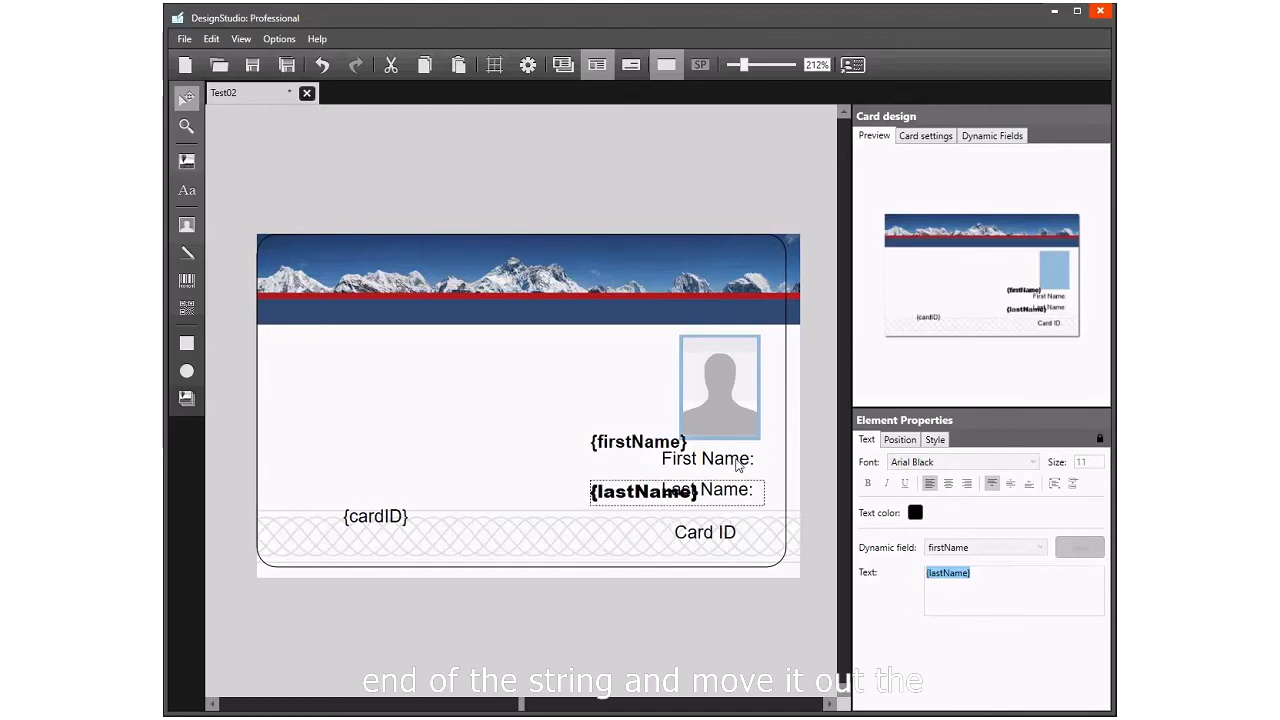 DesignStudio: Professional
File Edit View Options Help
SP 212%
Test02 *
Aa
Card design
Preview Card settings Dynamic Fields
{firstName}
First Name:
{lastName}
Last Name:
{cardID}
Card ID
{firstName}
First Name:
{lastName}
Last Name:
{cardID}
Card ID
Element Properties
Text Position Style
Font: Arial Black Size: 11
B I U
Text color:
Dynamic field: firstName
Text: {lastName}
end of the string and move it out the